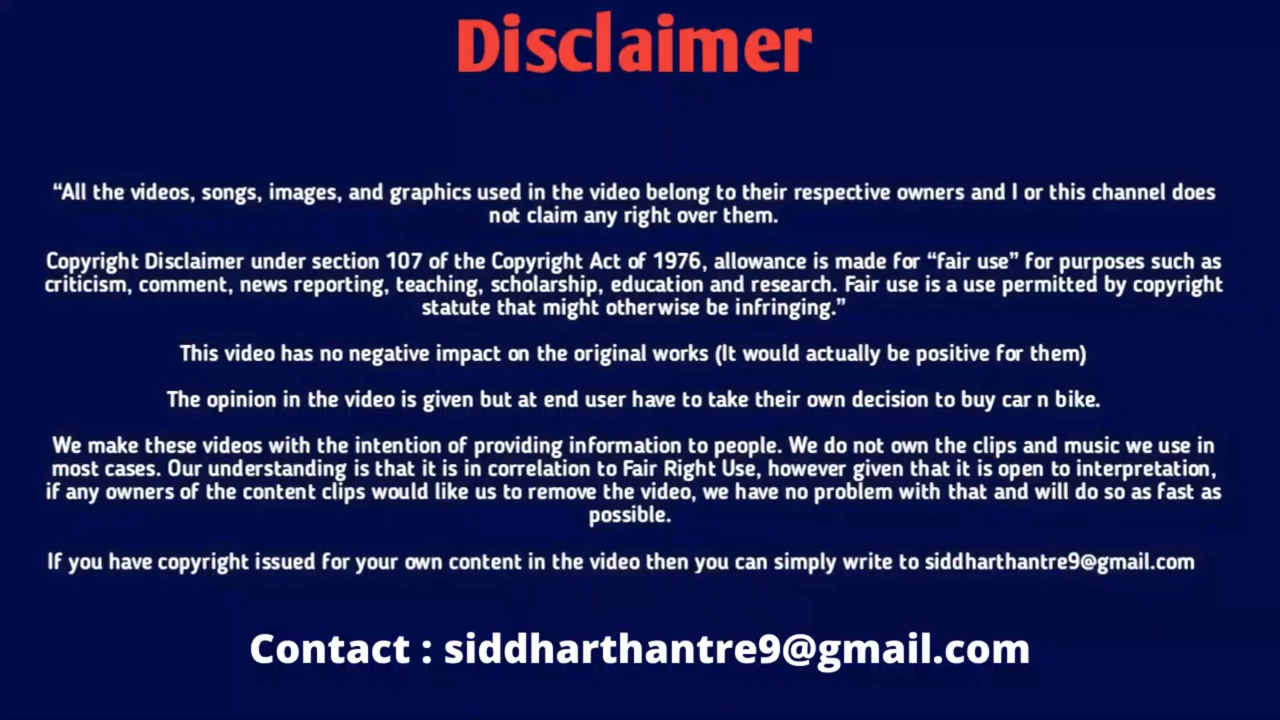 Disclaimer
“All the videos, songs, images, and graphics used in the video belong to their respective owners and I or this channel does
not claim any right over them.
Copyright Disclaimer under section 107 of the Copyright Act of 1976, allowance is made for “fair use” for purposes such as
criticism, comment, news reporting, teaching, scholarship, education and research. Fair use is a use permitted by copyright
statute that might otherwise be infringing.”
This video has no negative impact on the original works (It would actually be positive for them)
The opinion in the video is given but at end user have to take their own decision to buy car n bike.
We make these videos with the intention of providing information to people. We do not own the clips and music we use in
most cases. Our understanding is that it is in correlation to Fair Right Use, however given that it is open to interpretation,
if any owners of the content clips would like us to remove the video, we have no problem with that and will do so as fast as
possible.
If you have copyright issued for your own content in the video then you can simply write to siddharthantre9@gmail.com
Contact : siddharthantre9@gmail.com